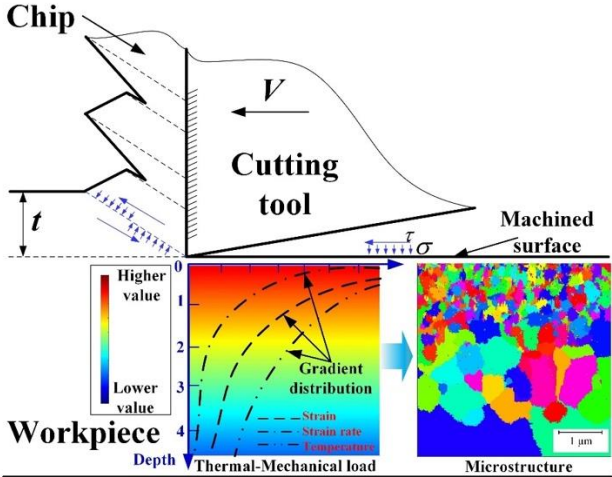 Chip
V
Cutting
tool
t
τ
σ
Machined
surface
Higher
value
Lower
value
0
1
2
3
4
Gradient
distribution
Strain
Strain rate
Temperature
1 μm
Workpiece
Depth
Thermal-Mechanical load
Microstructure